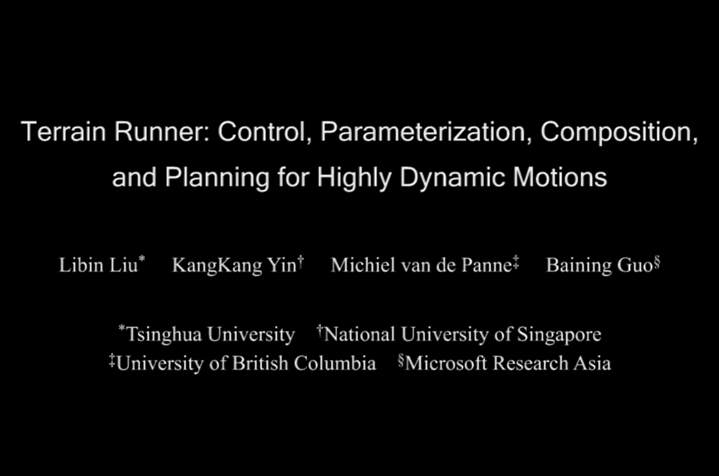 Terrain Runner: Control, Parameterization, Composition,
and Planning for Highly Dynamic Motions
Libin Liu* KangKang Yin† Michiel van de Panne‡ Baining Guo§
*Tsinghua University †National University of Singapore
‡University of British Columbia §Microsoft Research Asia